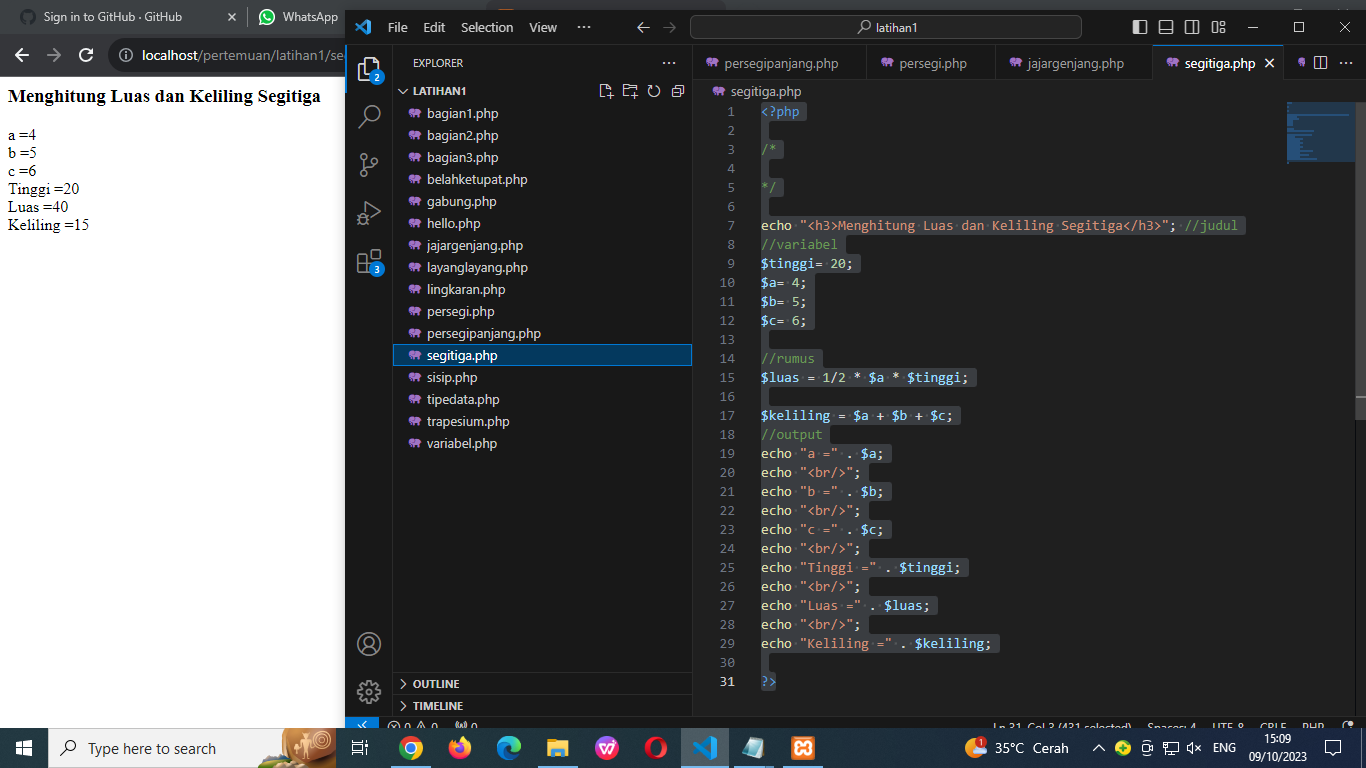 Sign in to GitHub · GitHub
WhatsApp
localhost/pertemuan/latihan1/se
Menghitung Luas dan Keliling Segitiga
a =4
b =5
c =6
Tinggi =20
Luas =40
Keliling =15
File Edit Selection View ···
latihan1
EXPLORER
LATIHAN1
bagian1.php
bagian2.php
bagian3.php
belahketupat.php
gabung.php
hello.php
jajargenjang.php
layanglayang.php
lingkaran.php
persegi.php
persegipanjang.php
segitiga.php
sisip.php
tipedata.php
trapesium.php
variabel.php
OUTLINE
TIMELINE
2
3
persegipanjang.php persegi.php jajargenjang.php segitiga.php
segitiga.php
1 <?php
2
3 /*
4
5 */
6
7 echo "<h3>Menghitung Luas dan Keliling Segitiga</h3>"; //judul
8 //variabel
9 $tinggi= 20;
10 $a= 4;
11 $b= 5;
12 $c= 6;
13
14 //rumus
15 $luas = 1/2 * $a * $tinggi;
16
17 $keliling = $a + $b + $c;
18 //output
19 echo "a =" . $a;
20 echo "<br/>";
21 echo "b =" . $b;
22 echo "<br/>";
23 echo "c =" . $c;
24 echo "<br/>";
25 echo "Tinggi =" . $tinggi;
26 echo "<br/>";
27 echo "Luas =" . $luas;
28 echo "<br/>";
29 echo "Keliling =" . $keliling;
30
31 ?>
0 0 0
Ln 31, Col 3 (431 selected) Spaces: 4 UTF-8 CRLF PHP
Type here to search
1
35°C Cerah
ENG
15:09
09/10/2023